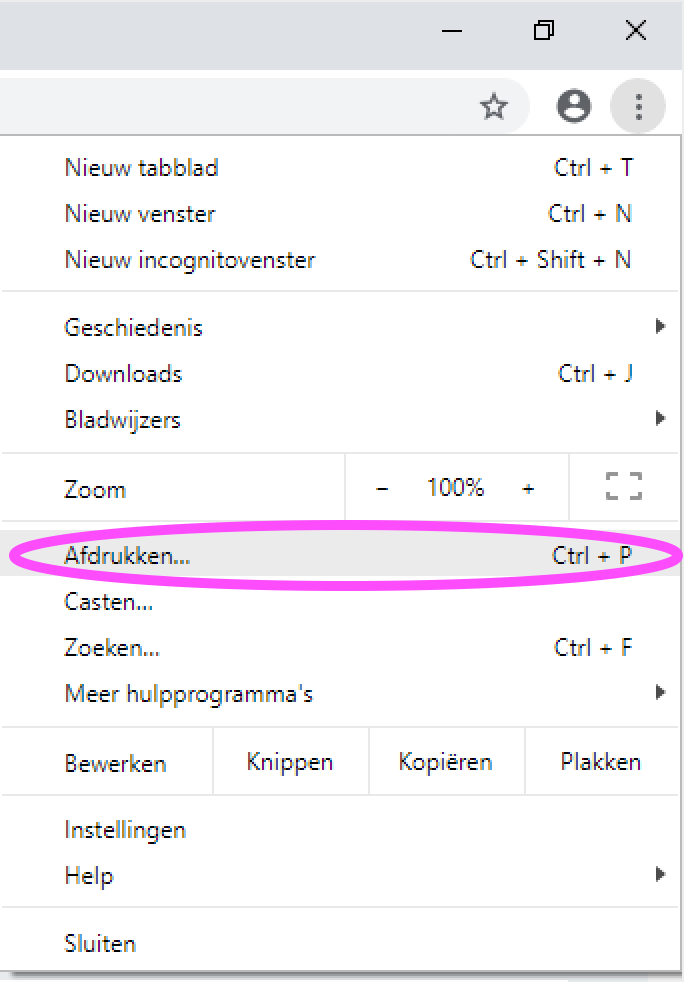 Nieuw tabblad Ctrl + T
Nieuw venster Ctrl + N
Nieuw incognitovenster Ctrl + Shift + N
Geschiedenis
Downloads Ctrl + J
Bladwijzers
Zoom − 100% +
Afdrukken... Ctrl + P
Casten...
Zoeken... Ctrl + F
Meer hulpprogramma's
Bewerken Knippen Kopiëren Plakken
Instellingen
Help
Sluiten